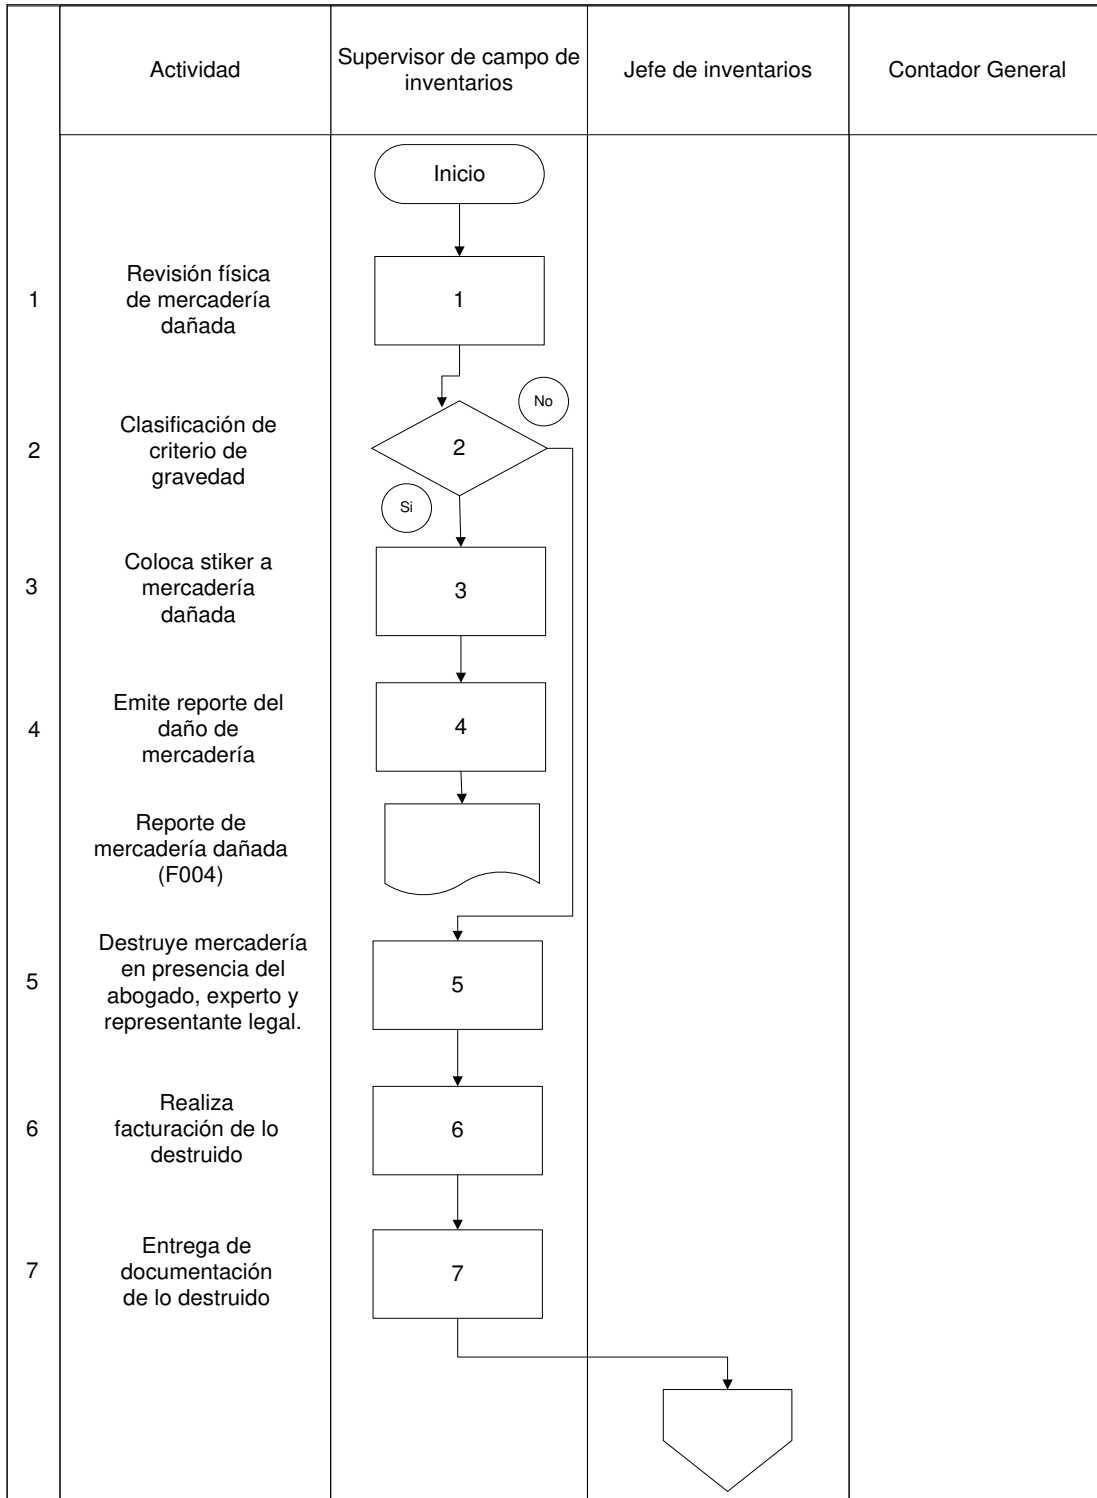 Actividad
Supervisor de campo de
inventarios
Jefe de inventarios
Contador General
Inicio
1
Revisión física
de mercadería
dañada
1
No
2
Clasificación de
criterio de
gravedad
2
Si
3
Coloca stiker a
mercadería
dañada
3
4
Emite reporte del
daño de
mercadería
4
Reporte de
mercadería dañada
(F004)
5
Destruye mercadería
en presencia del
abogado, experto y
representante legal.
5
6
Realiza
facturación de lo
destruido
6
7
Entrega de
documentación
de lo destruido
7